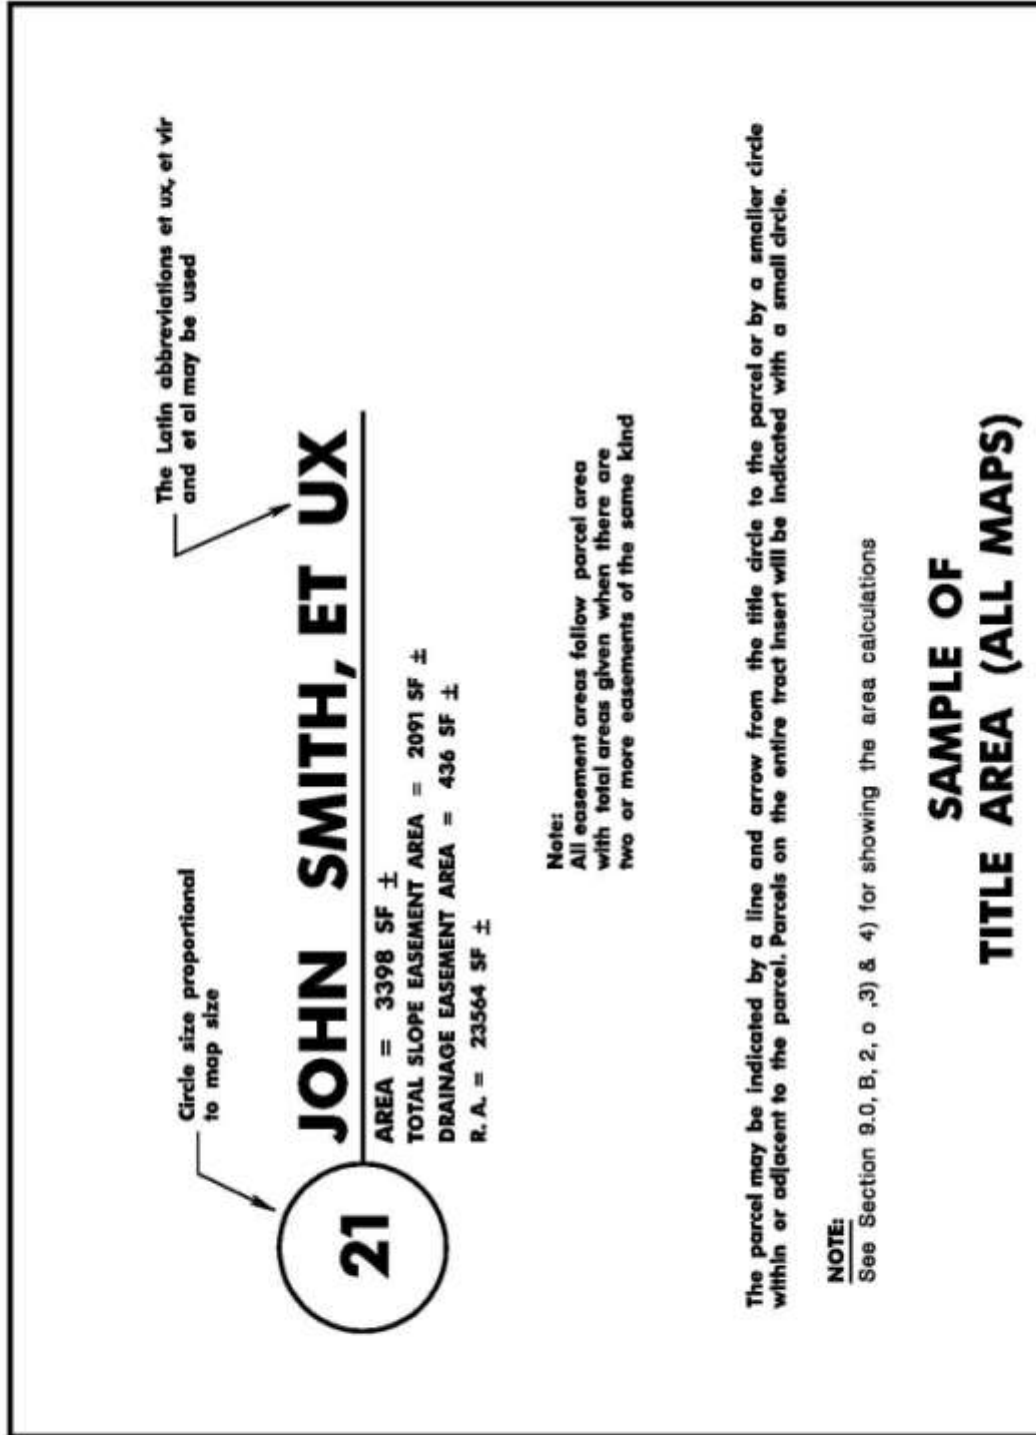 The Latin abbreviations et ux, et vir
and et al may be used
Circle size proportional
to map size
21
JOHN SMITH, ET UX
AREA = 3398 SF ±
TOTAL SLOPE EASEMENT AREA = 2091 SF ±
DRAINAGE EASEMENT AREA = 436 SF ±
R. A. = 23564 SF ±
Note:
All easement areas follow parcel area
with total areas given when there are
two or more easements of the same kind
The parcel may be indicated by a line and arrow from the title circle to the parcel or by a smaller circle
within or adjacent to the parcel. Parcels on the entire tract insert will be indicated with a small circle.
NOTE:
See Section 9.0, B, 2, o ,3) & 4) for showing the area calculations
SAMPLE OF
TITLE AREA (ALL MAPS)